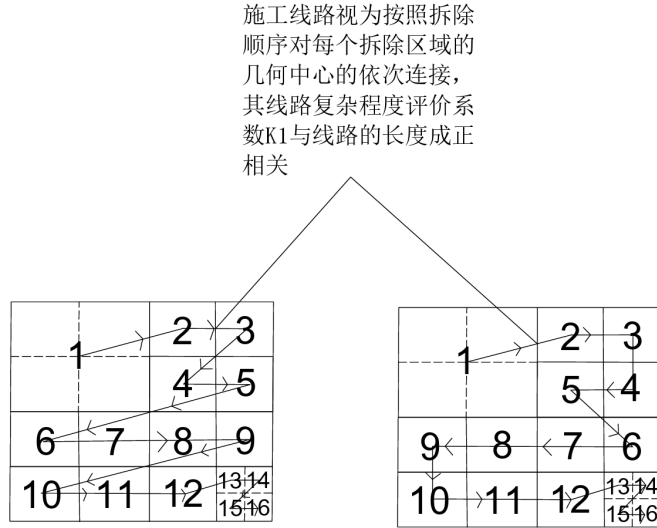 施工线路视为按照拆除
顺序对每个拆除区域的
几何中心的依次连接,
其线路复杂程度评价系
数K1与线路的长度成正
相关
1 2 3
4 5
6 7 8 9
10 11 12 13 14
15 16
1 2 3
5 4
9 8 7 6
10 11 12 13 14
15 16